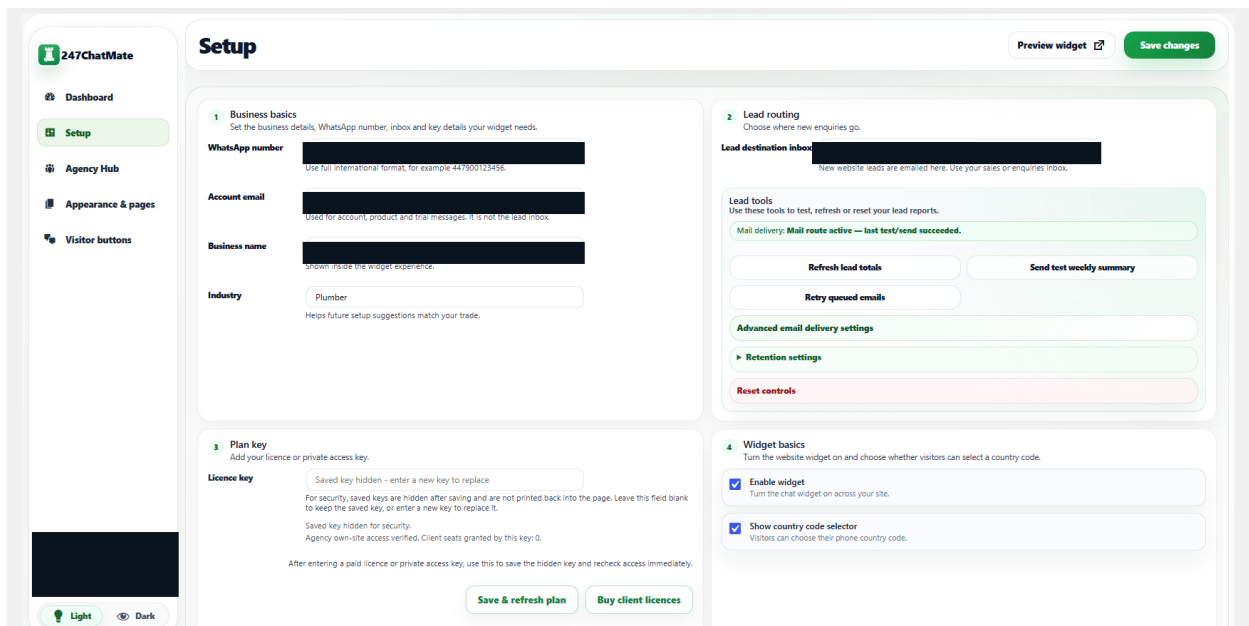 247ChatMate
Dashboard
Setup
Agency Hub
Appearance & pages
Visitor buttons
Light
Dark
Setup
Preview widget
Save changes
1
Business basics
Set the business details, WhatsApp number, inbox and key details your widget needs.
WhatsApp number
Use full international format, for example 447900123456.
Account email
Used for account, product and trial messages. It is not the lead inbox.
Business name
Shown inside the widget experience.
Industry
Plumber
Helps future setup suggestions match your trade.
2
Lead routing
Choose where new enquiries go.
Lead destination inbox
New website leads are emailed here. Use your sales or enquiries inbox.
Lead tools
Use these tools to test, refresh or reset your lead reports.
Mail delivery: Mail route active — last test/send succeeded.
Refresh lead totals
Send test weekly summary
Retry queued emails
Advanced email delivery settings
Retention settings
Reset controls
3
Plan key
Add your licence or private access key.
Licence key
Saved key hidden - enter a new key to replace
For security, saved keys are hidden after saving and are not printed back into the page. Leave this field blank
to keep the saved key, or enter a new key to replace it.
Saved key hidden for security.
Agency own-site access verified. Client seats granted by this key: 0.
After entering a paid licence or private access key, use this to save the hidden key and recheck access immediately.
Save & refresh plan
Buy client licences
4
Widget basics
Turn the website widget on and choose whether visitors can select a country code.
Enable widget
Turn the chat widget on across your site.
Show country code selector
Visitors can choose their phone country code.